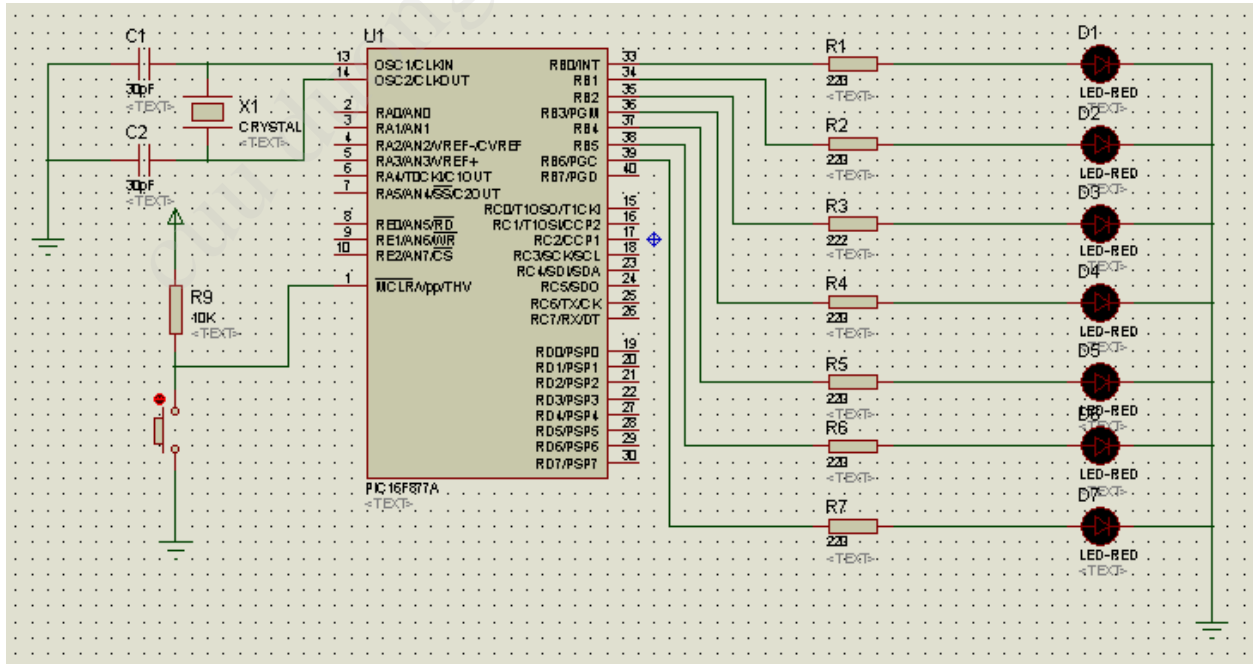 C1
30pF
<TEXT>
X1
CRYSTAL
<TEXT>
C2
30pF
<TEXT>
R9
10K
<TEXT>
U1
13 OSC1/CLKIN
14 OSC2/CLKOUT
2 RA0/AN0
3 RA1/AN1
4 RA2/AN2/VREF-/CVREF
5 RA3/AN3/VREF+
6 RA4/T0CKI/C1OUT
7 RA5/AN4/SS/C2OUT
8 RE0/AN5/RD
9 RE1/AN6/WR
10 RE2/AN7/CS
1 MCLR/Vpp/THV
RB0/INT 33
RB1 34
RB2 35
RB3/PGM 36
RB4 37
RB5 38
RB6/PGC 39
RB7/PGD 40
RC0/T1OSO/T1CKI 15
RC1/T1OSI/CCP2 16
RC2/CCP1 17
RC3/SCK/SCL 18
RC4/SDI/SDA 23
RC5/SDO 24
RC6/TX/CK 25
RC7/RX/DT 26
RD0/PSP0 19
RD1/PSP1 20
RD2/PSP2 21
RD3/PSP3 22
RD4/PSP4 27
RD5/PSP5 28
RD6/PSP6 29
RD7/PSP7 30
PIC16F877A
<TEXT>
R1
220
<TEXT>
R2
220
<TEXT>
R3
222
<TEXT>
R4
220
<TEXT>
R5
220
<TEXT>
R6
220
<TEXT>
R7
220
<TEXT>
D1
LED-RED
<TEXT>
D2
LED-RED
<TEXT>
D3
LED-RED
<TEXT>
D4
LED-RED
<TEXT>
D5
LED-RED
<TEXT>
D6
LED-RED
<TEXT>
D7
LED-RED
<TEXT>